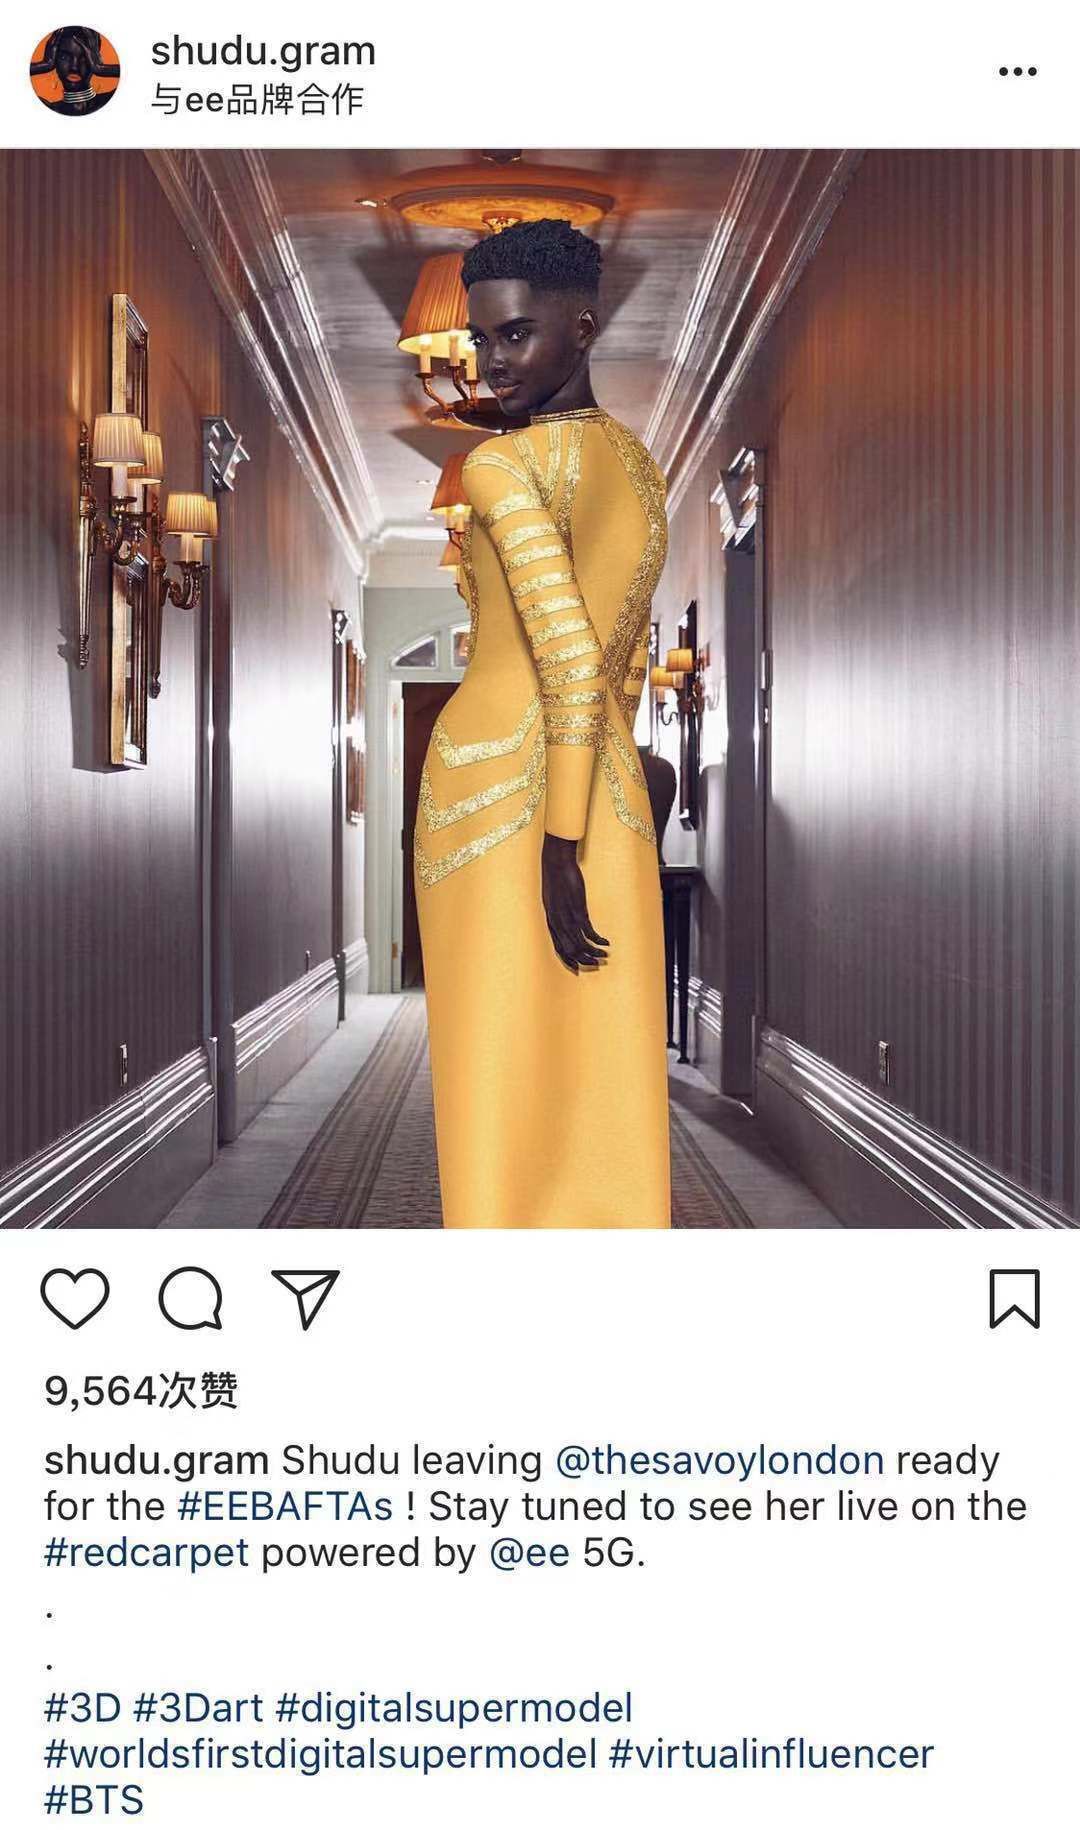 shudu.gram
与ee品牌合作
9,564次赞
shudu.gram Shudu leaving @thesavoylondon ready
for the #EEBAFTAs ! Stay tuned to see her live on the
#redcarpet powered by @ee 5G.
.
.
#3D #3Dart #digitalsupermodel
#worldsfirstdigitalsupermodel #virtualinfluencer
#BTS